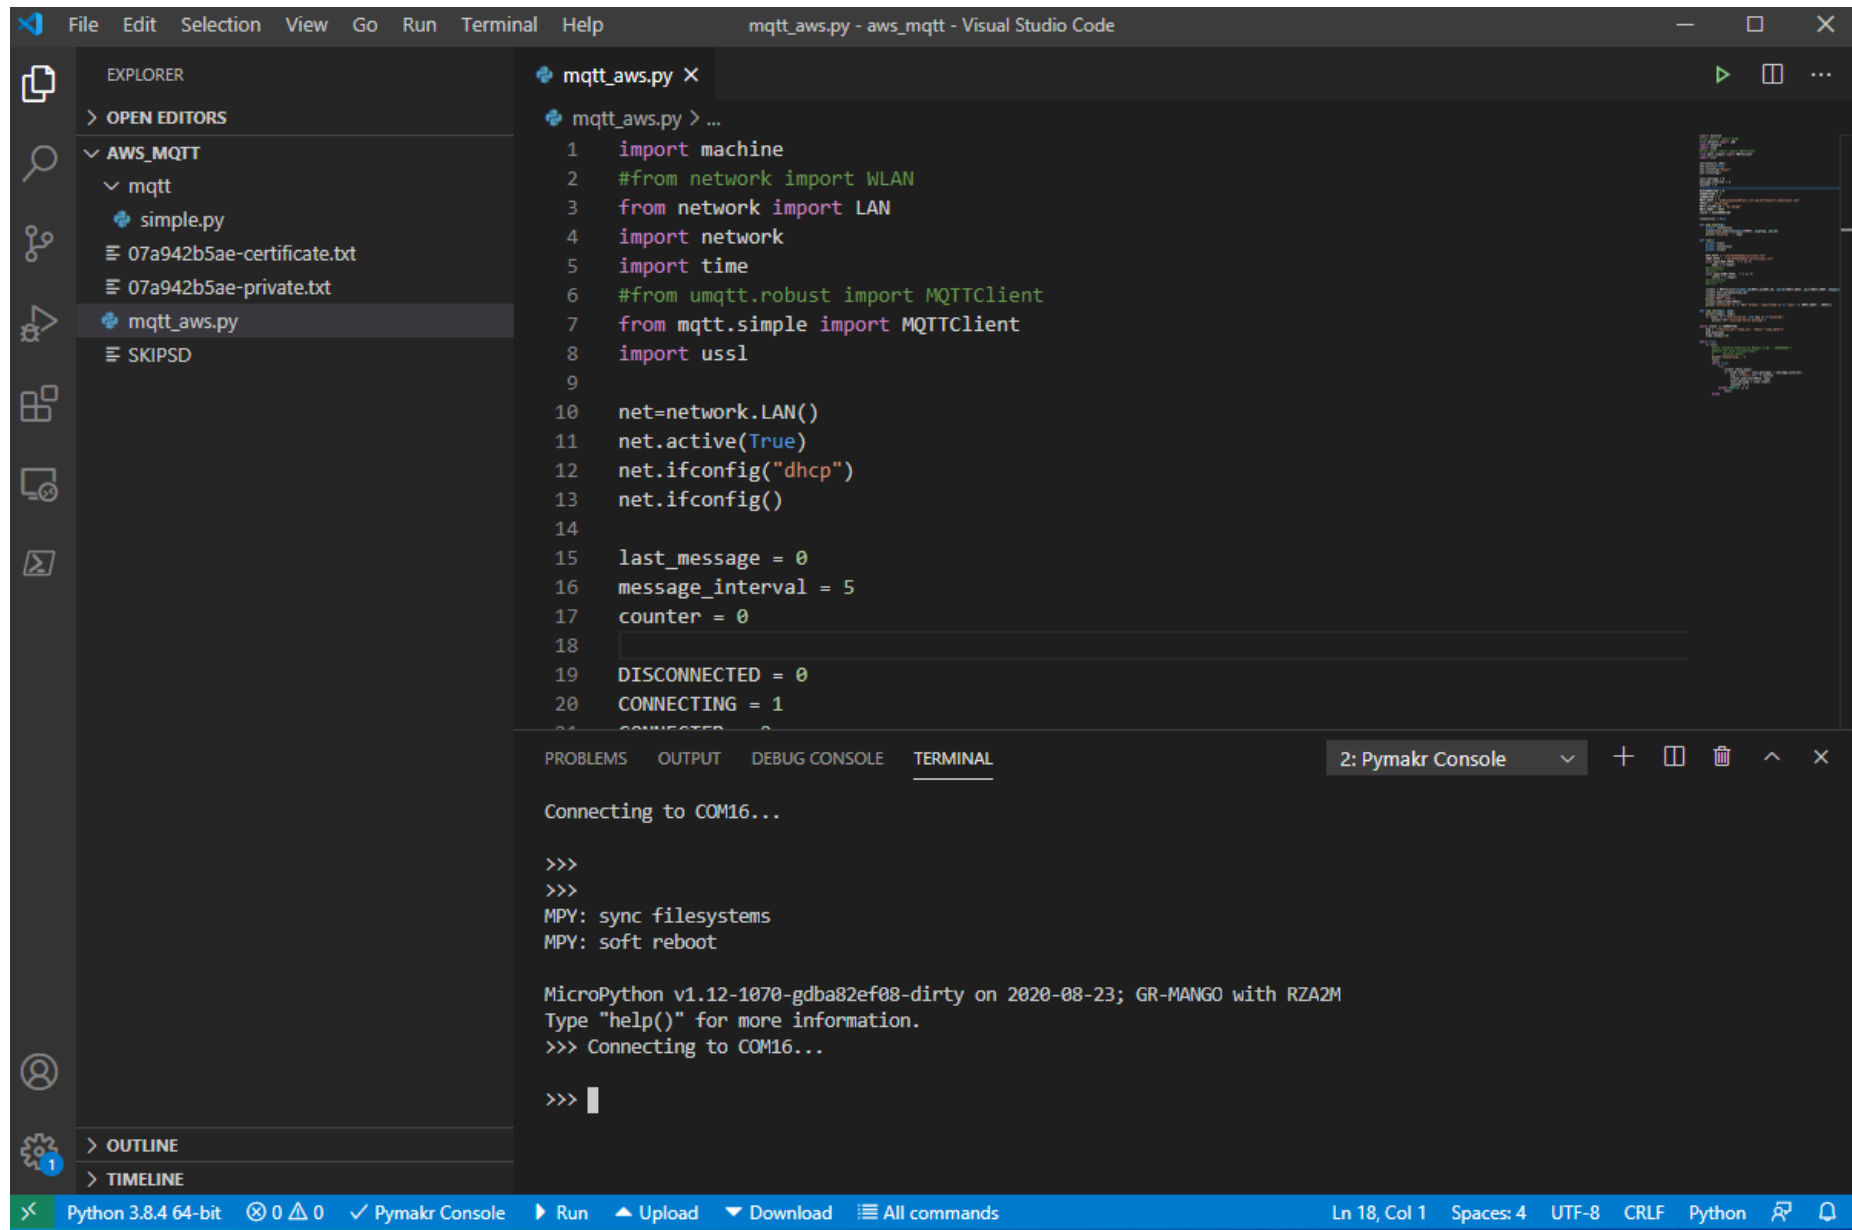 File Edit Selection View Go Run Terminal Help mqtt_aws.py - aws_mqtt - Visual Studio Code
EXPLORER
OPEN EDITORS
AWS_MQTT
mqtt
simple.py
07a942b5ae-certificate.txt
07a942b5ae-private.txt
mqtt_aws.py
SKIPSD
OUTLINE
TIMELINE
mqtt_aws.py
mqtt_aws.py > ...
1 import machine
2 #from network import WLAN
3 from network import LAN
4 import network
5 import time
6 #from umqtt.robust import MQTTClient
7 from mqtt.simple import MQTTClient
8 import ussl
9
10 net=network.LAN()
11 net.active(True)
12 net.ifconfig("dhcp")
13 net.ifconfig()
14
15 last_message = 0
16 message_interval = 5
17 counter = 0
18
19 DISCONNECTED = 0
20 CONNECTING = 1
PROBLEMS OUTPUT DEBUG CONSOLE TERMINAL 2: Pymakr Console
Connecting to COM16...
>>>
>>>
MPY: sync filesystems
MPY: soft reboot
MicroPython v1.12-1070-gdba82ef08-dirty on 2020-08-23; GR-MANGO with RZA2M
Type "help()" for more information.
>>> Connecting to COM16...
>>>
1
Python 3.8.4 64-bit 0 0 Pymakr Console Run Upload Download All commands Ln 18, Col 1 Spaces: 4 UTF-8 CRLF Python